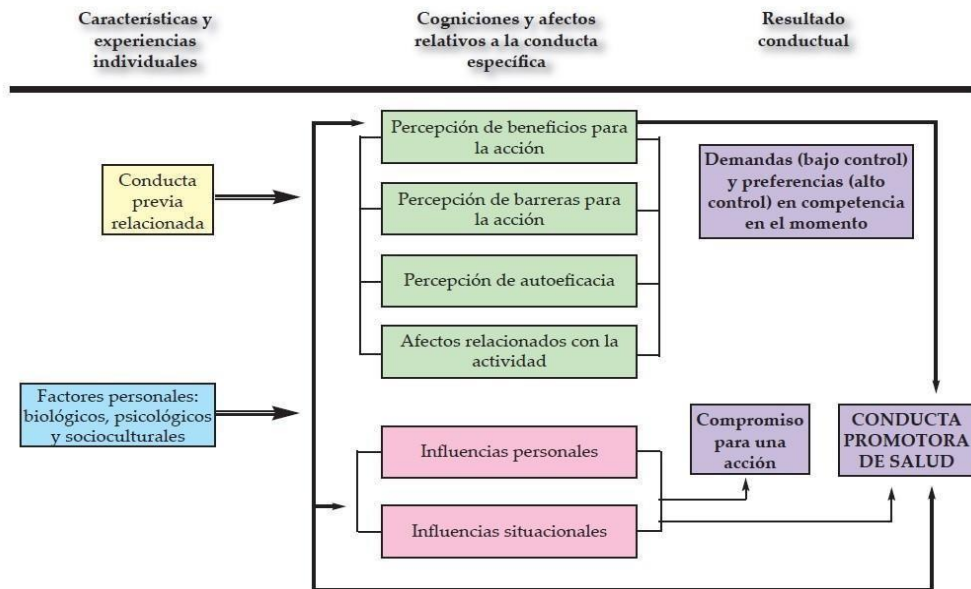 Características y
experiencias
individuales
Cogniciones y afectos
relativos a la conducta
específica
Resultado
conductual
Conducta
previa
relacionada
Factores personales:
biológicos, psicológicos
y socioculturales
Percepción de beneficios para
la acción
Percepción de barreras para
la acción
Percepción de autoeficacia
Afectos relacionados con la
actividad
Influencias personales
Influencias situacionales
Demandas (bajo control)
y preferencias (alto
control) en competencia
en el momento
Compromiso
para una
acción
CONDUCTA
PROMOTORA
DE SALUD